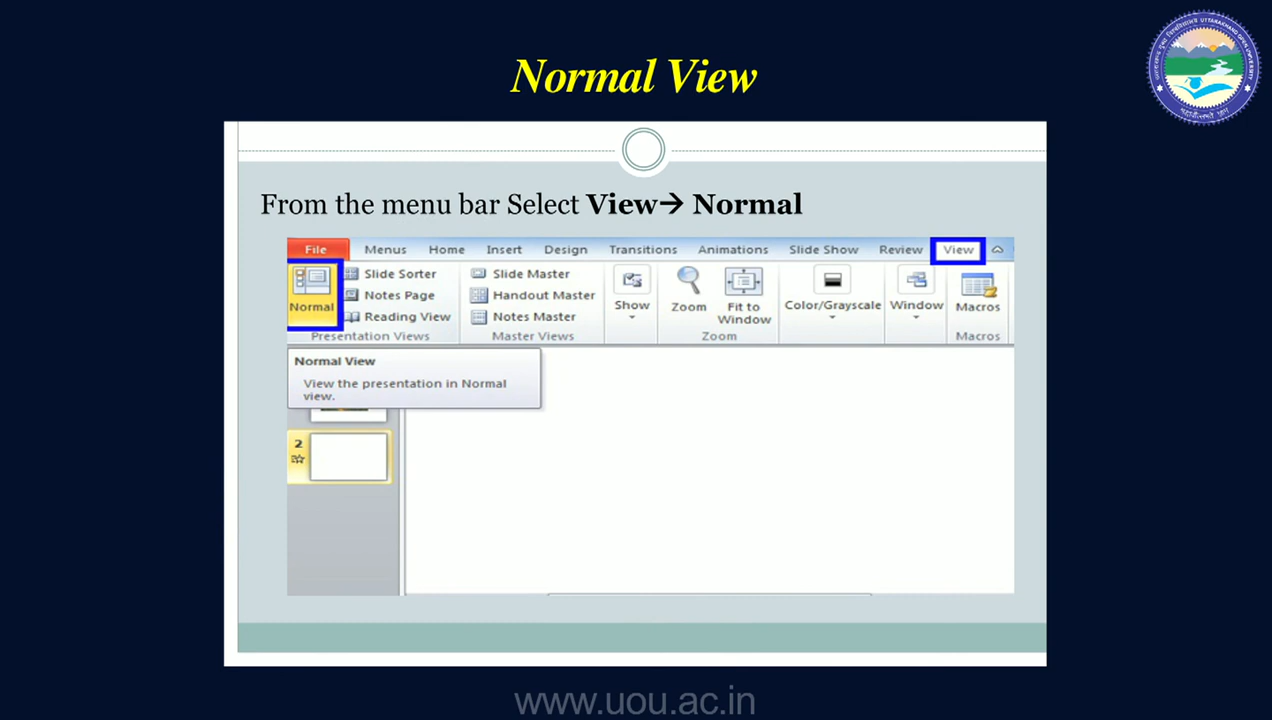 Normal View
UTTARAKHAND OPEN UNIVERSITY
From the menu bar Select View→ Normal
File Menus Home Insert Design Transitions Animations Slide Show Review View
Normal
Slide Sorter
Notes Page
Reading View
Presentation Views
Slide Master
Handout Master
Notes Master
Master Views
Show
Zoom
Fit to
Window
Zoom
Color/Grayscale
Window
Macros
Macros
Normal View
View the presentation in Normal
view.
2
www.uou.ac.in